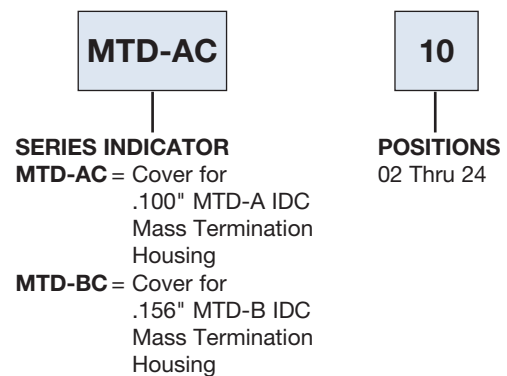 MTD-AC
10
SERIES INDICATOR
MTD-AC = Cover for
.100" MTD-A IDC
Mass Termination
Housing
MTD-BC = Cover for
.156" MTD-B IDC
Mass Termination
Housing
POSITIONS
02 Thru 24